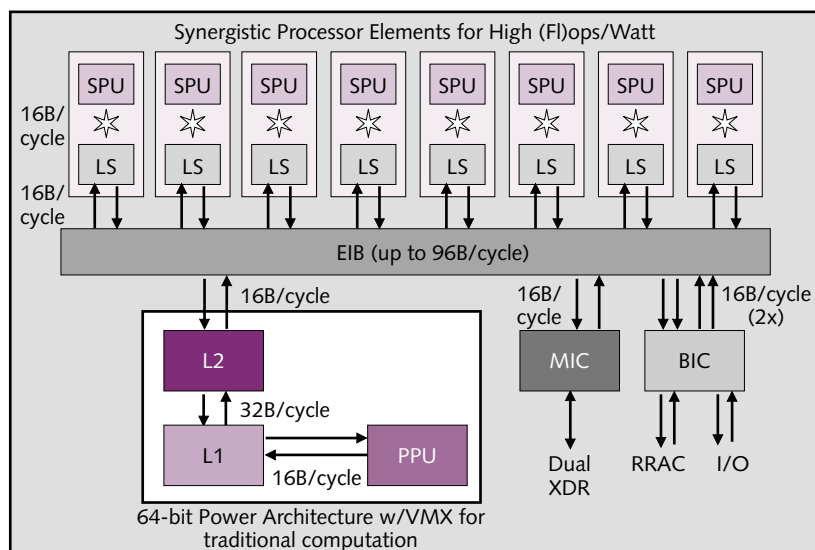 Synergistic Processor Elements for High (Fl)ops/Watt
SPU SPU SPU SPU SPU SPU SPU SPU
16B/
cycle
LS LS LS LS LS LS LS LS
16B/
cycle
EIB (up to 96B/cycle)
16B/cycle
16B/
cycle
16B/cycle
(2x)
L2
MIC
BIC
32B/cycle
L1
PPU
16B/cycle
Dual
XDR
RRAC
I/O
64-bit Power Architecture w/VMX for
traditional computation